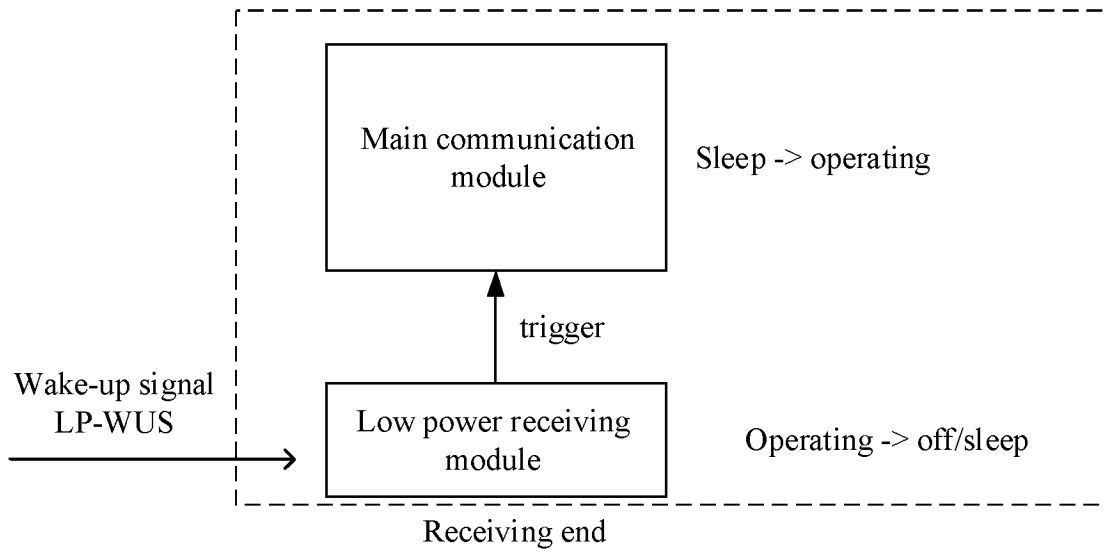 Main communication
module
Sleep -> operating
trigger
Wake-up signal
LP-WUS
Low power receiving
module
Operating -> off/sleep
Receiving end